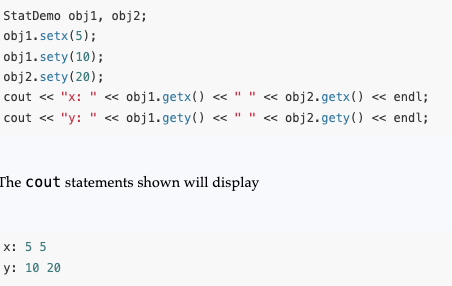 StatDemo obj1, obj2;
obj1.setx(5);
obj1.sety(10);
obj2.sety(20);
cout << "x: " << obj1.getx() << " " << obj2.getx() << endl;
cout << "y: " << obj1.gety() << " " << obj2.gety() << endl;
The cout statements shown will display
x: 5 5
y: 10 20